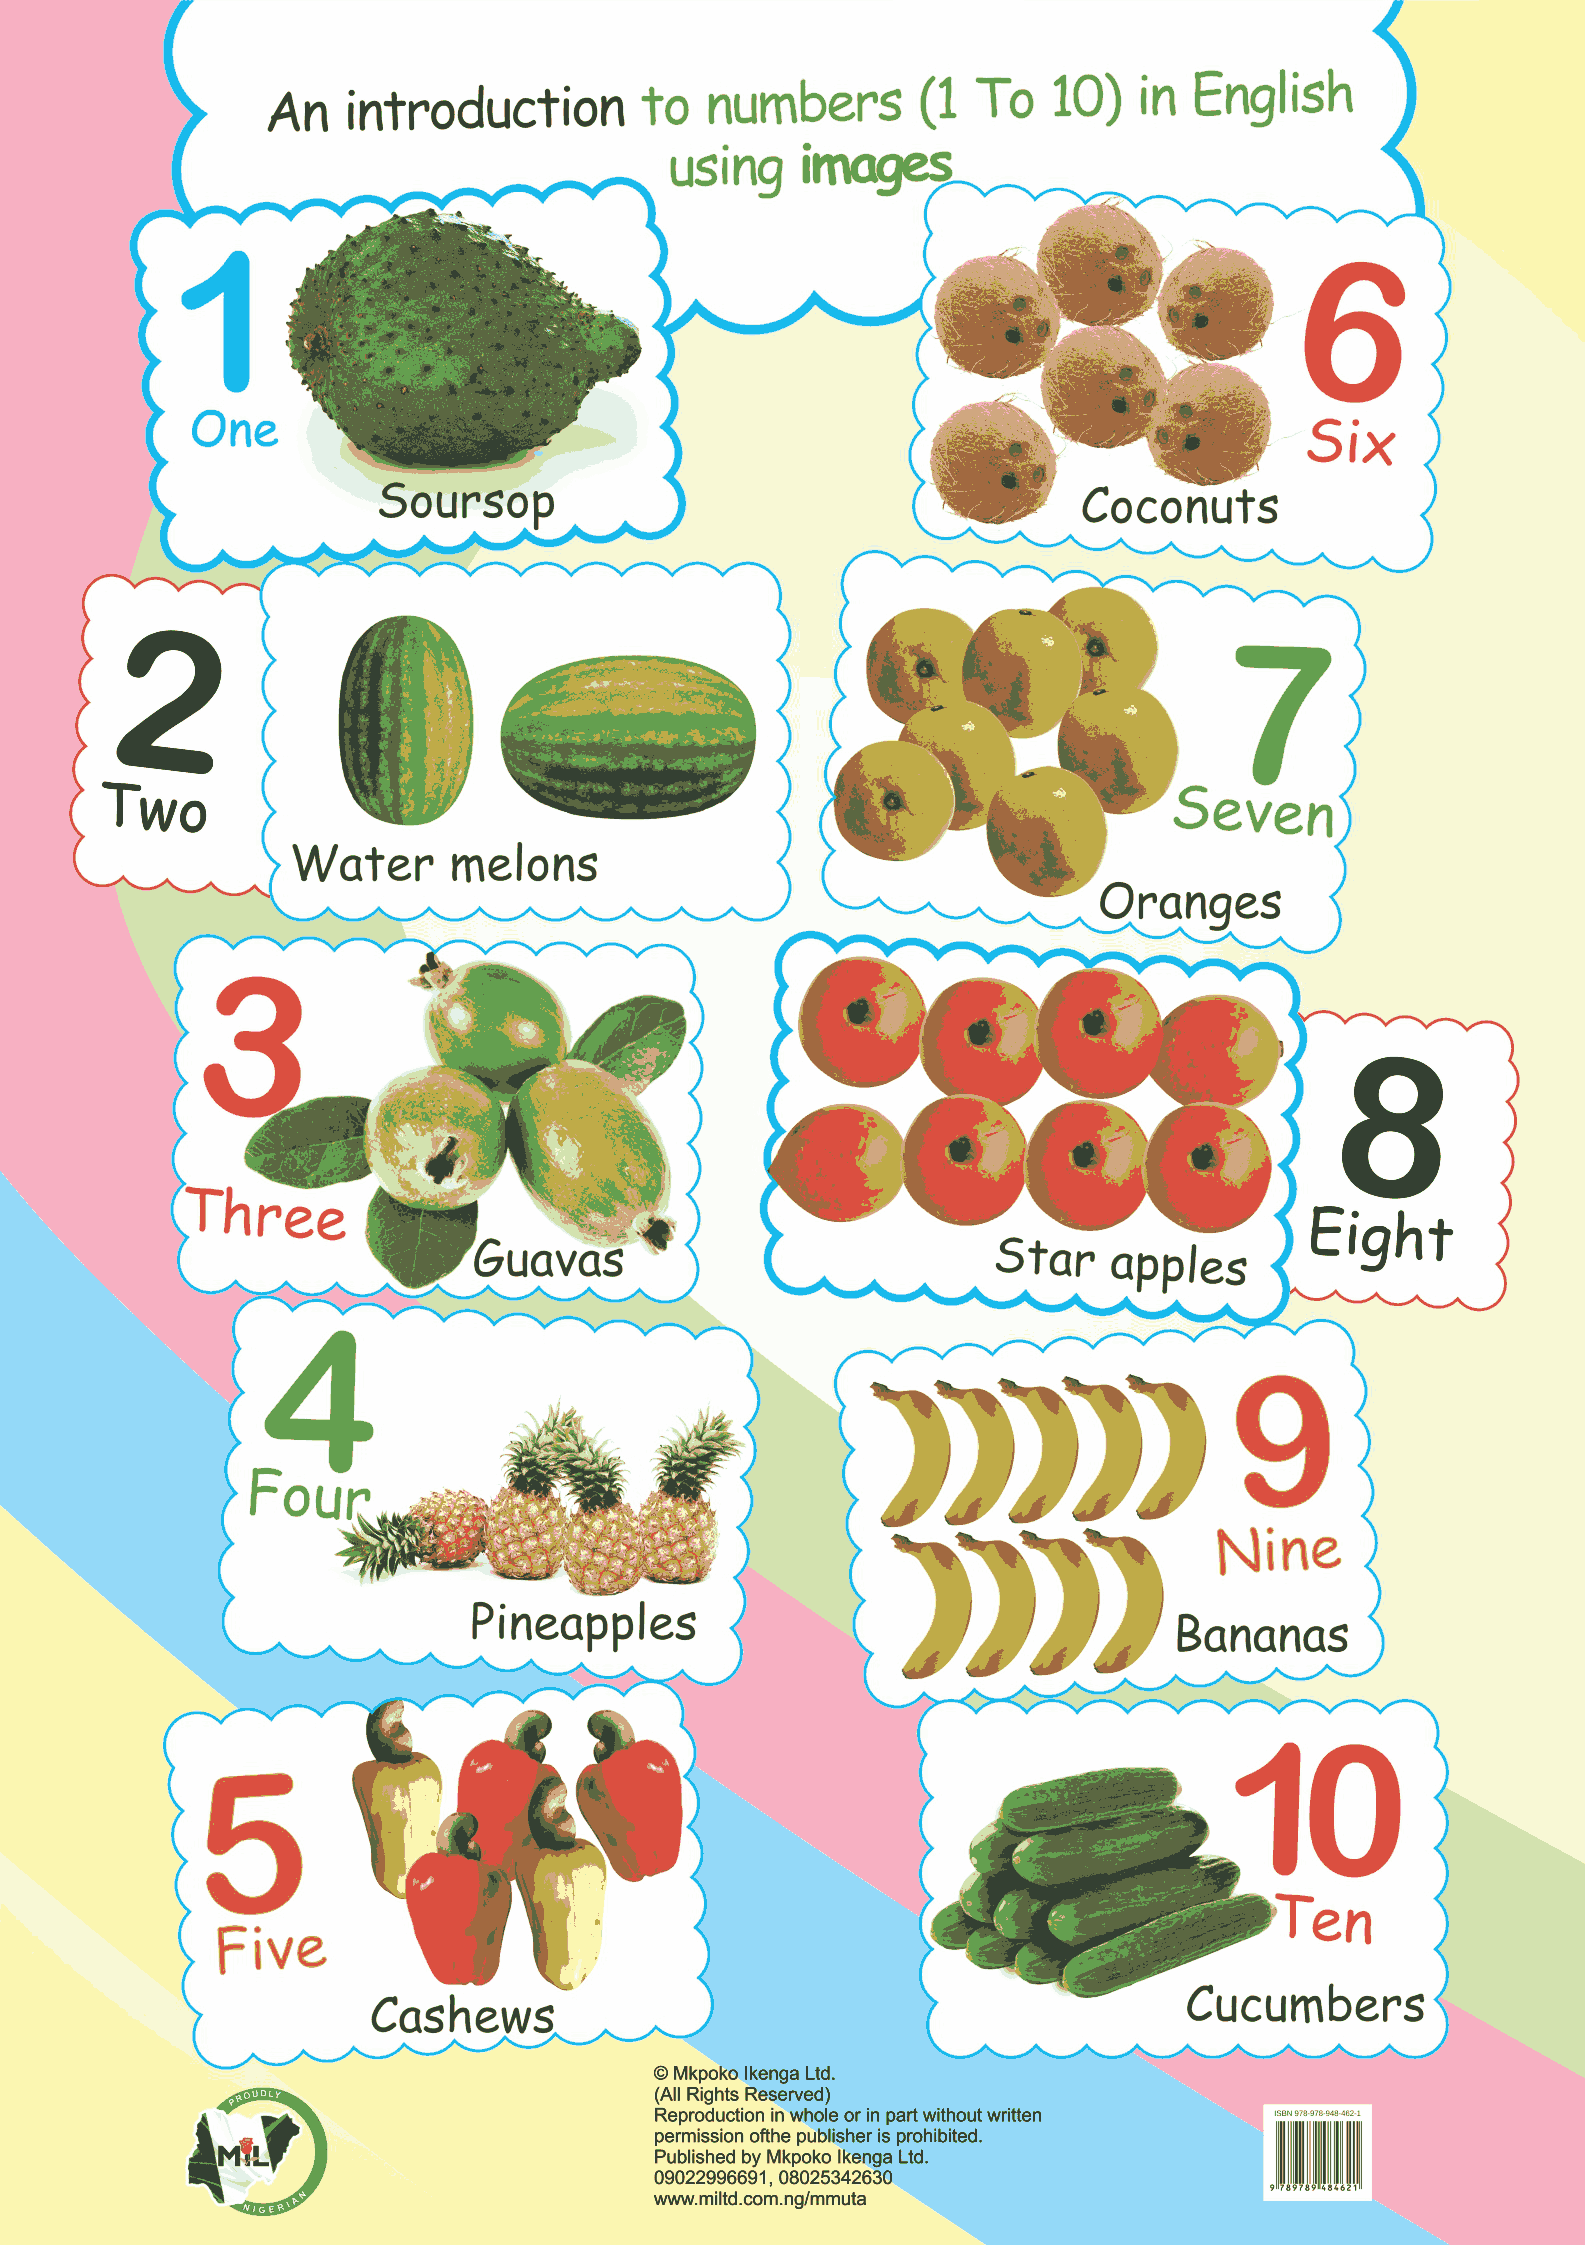 An introduction to numbers (1 To 10) in English
using images
1
One
Soursop
6
Six
Coconuts
2
Two
Water melons
7
Seven
Oranges
3
Three
Guavas
8
Eight
Star apples
4
Four
Pineapples
9
Nine
Bananas
5
Five
Cashews
10
Ten
Cucumbers
© Mkpoko Ikenga Ltd.
(All Rights Reserved)
Reproduction in whole or in part without written
permission ofthe publisher is prohibited.
Published by Mkpoko Ikenga Ltd.
09022996691, 08025342630
www.miltd.com.ng/mmuta
PROUDLY
MiL
NIGERIAN
ISBN 978-978-948-462-1
9 789789 484621